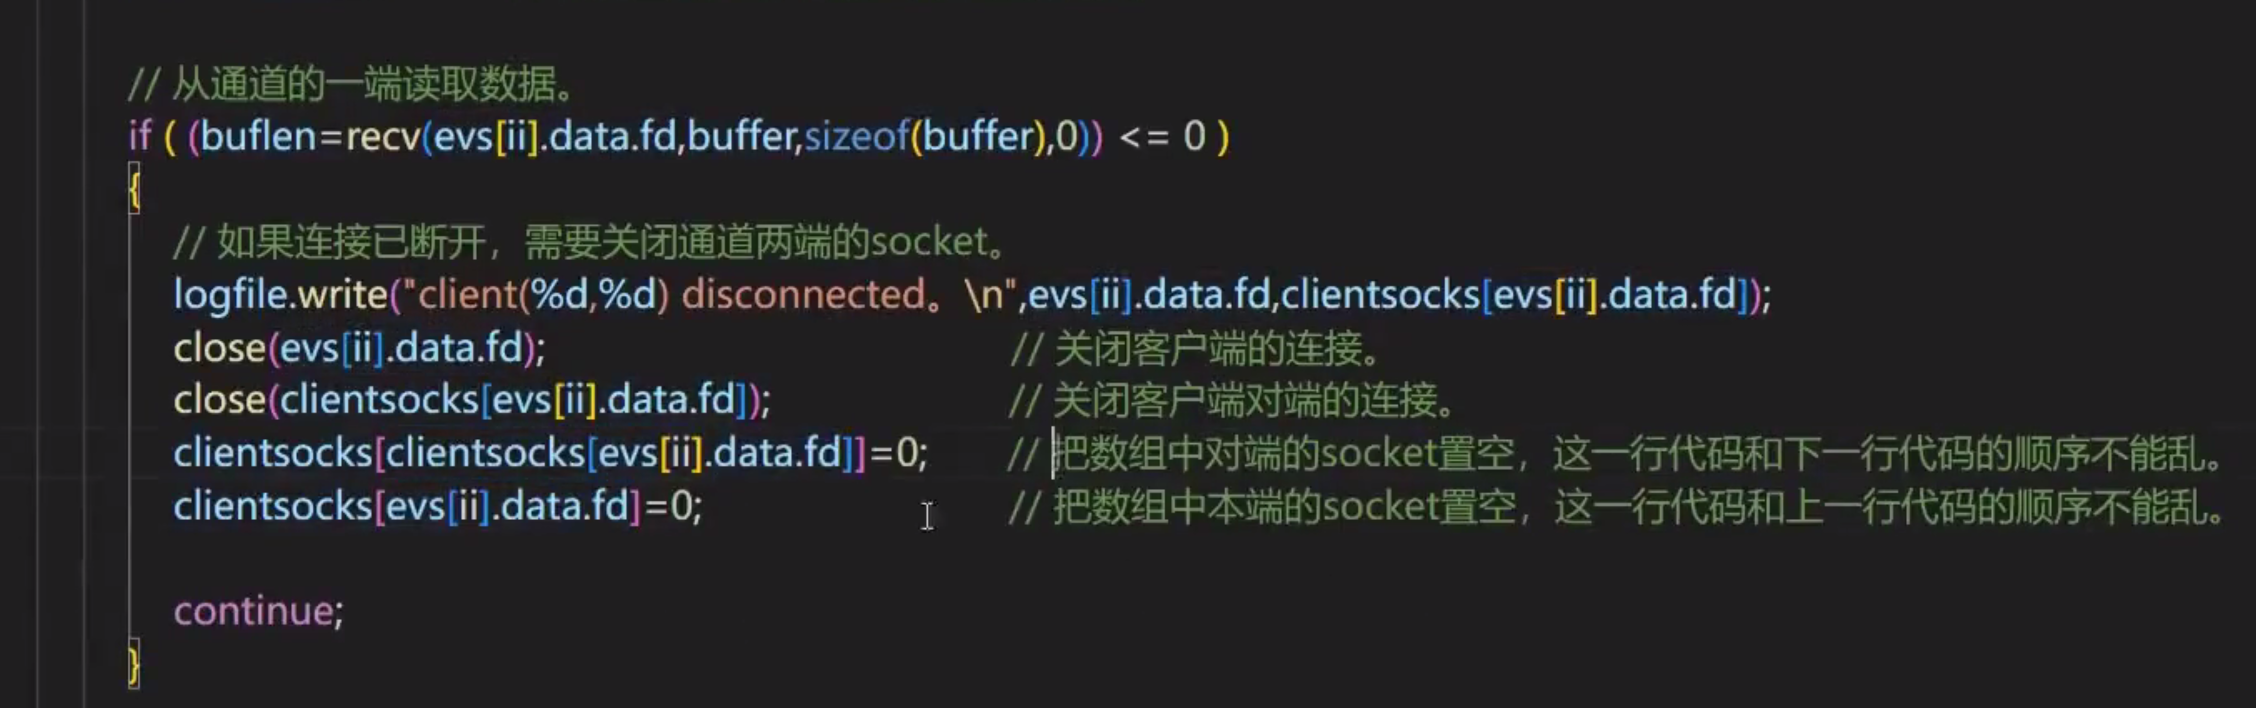 // 从通道的一端读取数据。
if ( (buflen=recv(evs[ii].data.fd,buffer,sizeof(buffer),0)) <= 0 )
{
// 如果连接已断开，需要关闭通道两端的socket。
logfile.write("client(%d,%d) disconnected。\n",evs[ii].data.fd,clientsocks[evs[ii].data.fd]);
close(evs[ii].data.fd); // 关闭客户端的连接。
close(clientsocks[evs[ii].data.fd]); // 关闭客户端对端的连接。
clientsocks[clientsocks[evs[ii].data.fd]]=0; // 把数组中对端的socket置空，这一行代码和下一行代码的顺序不能乱。
clientsocks[evs[ii].data.fd]=0; // 把数组中本端的socket置空，这一行代码和上一行代码的顺序不能乱。
continue;
}